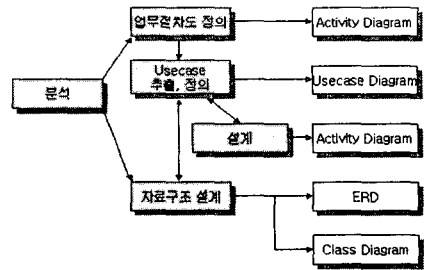 업무절차도 정의
Activity Diagram
Usecase
추출, 정의
Usecase Diagram
분석
설계
Activity Diagram
자료구조 설계
ERD
Class Diagram